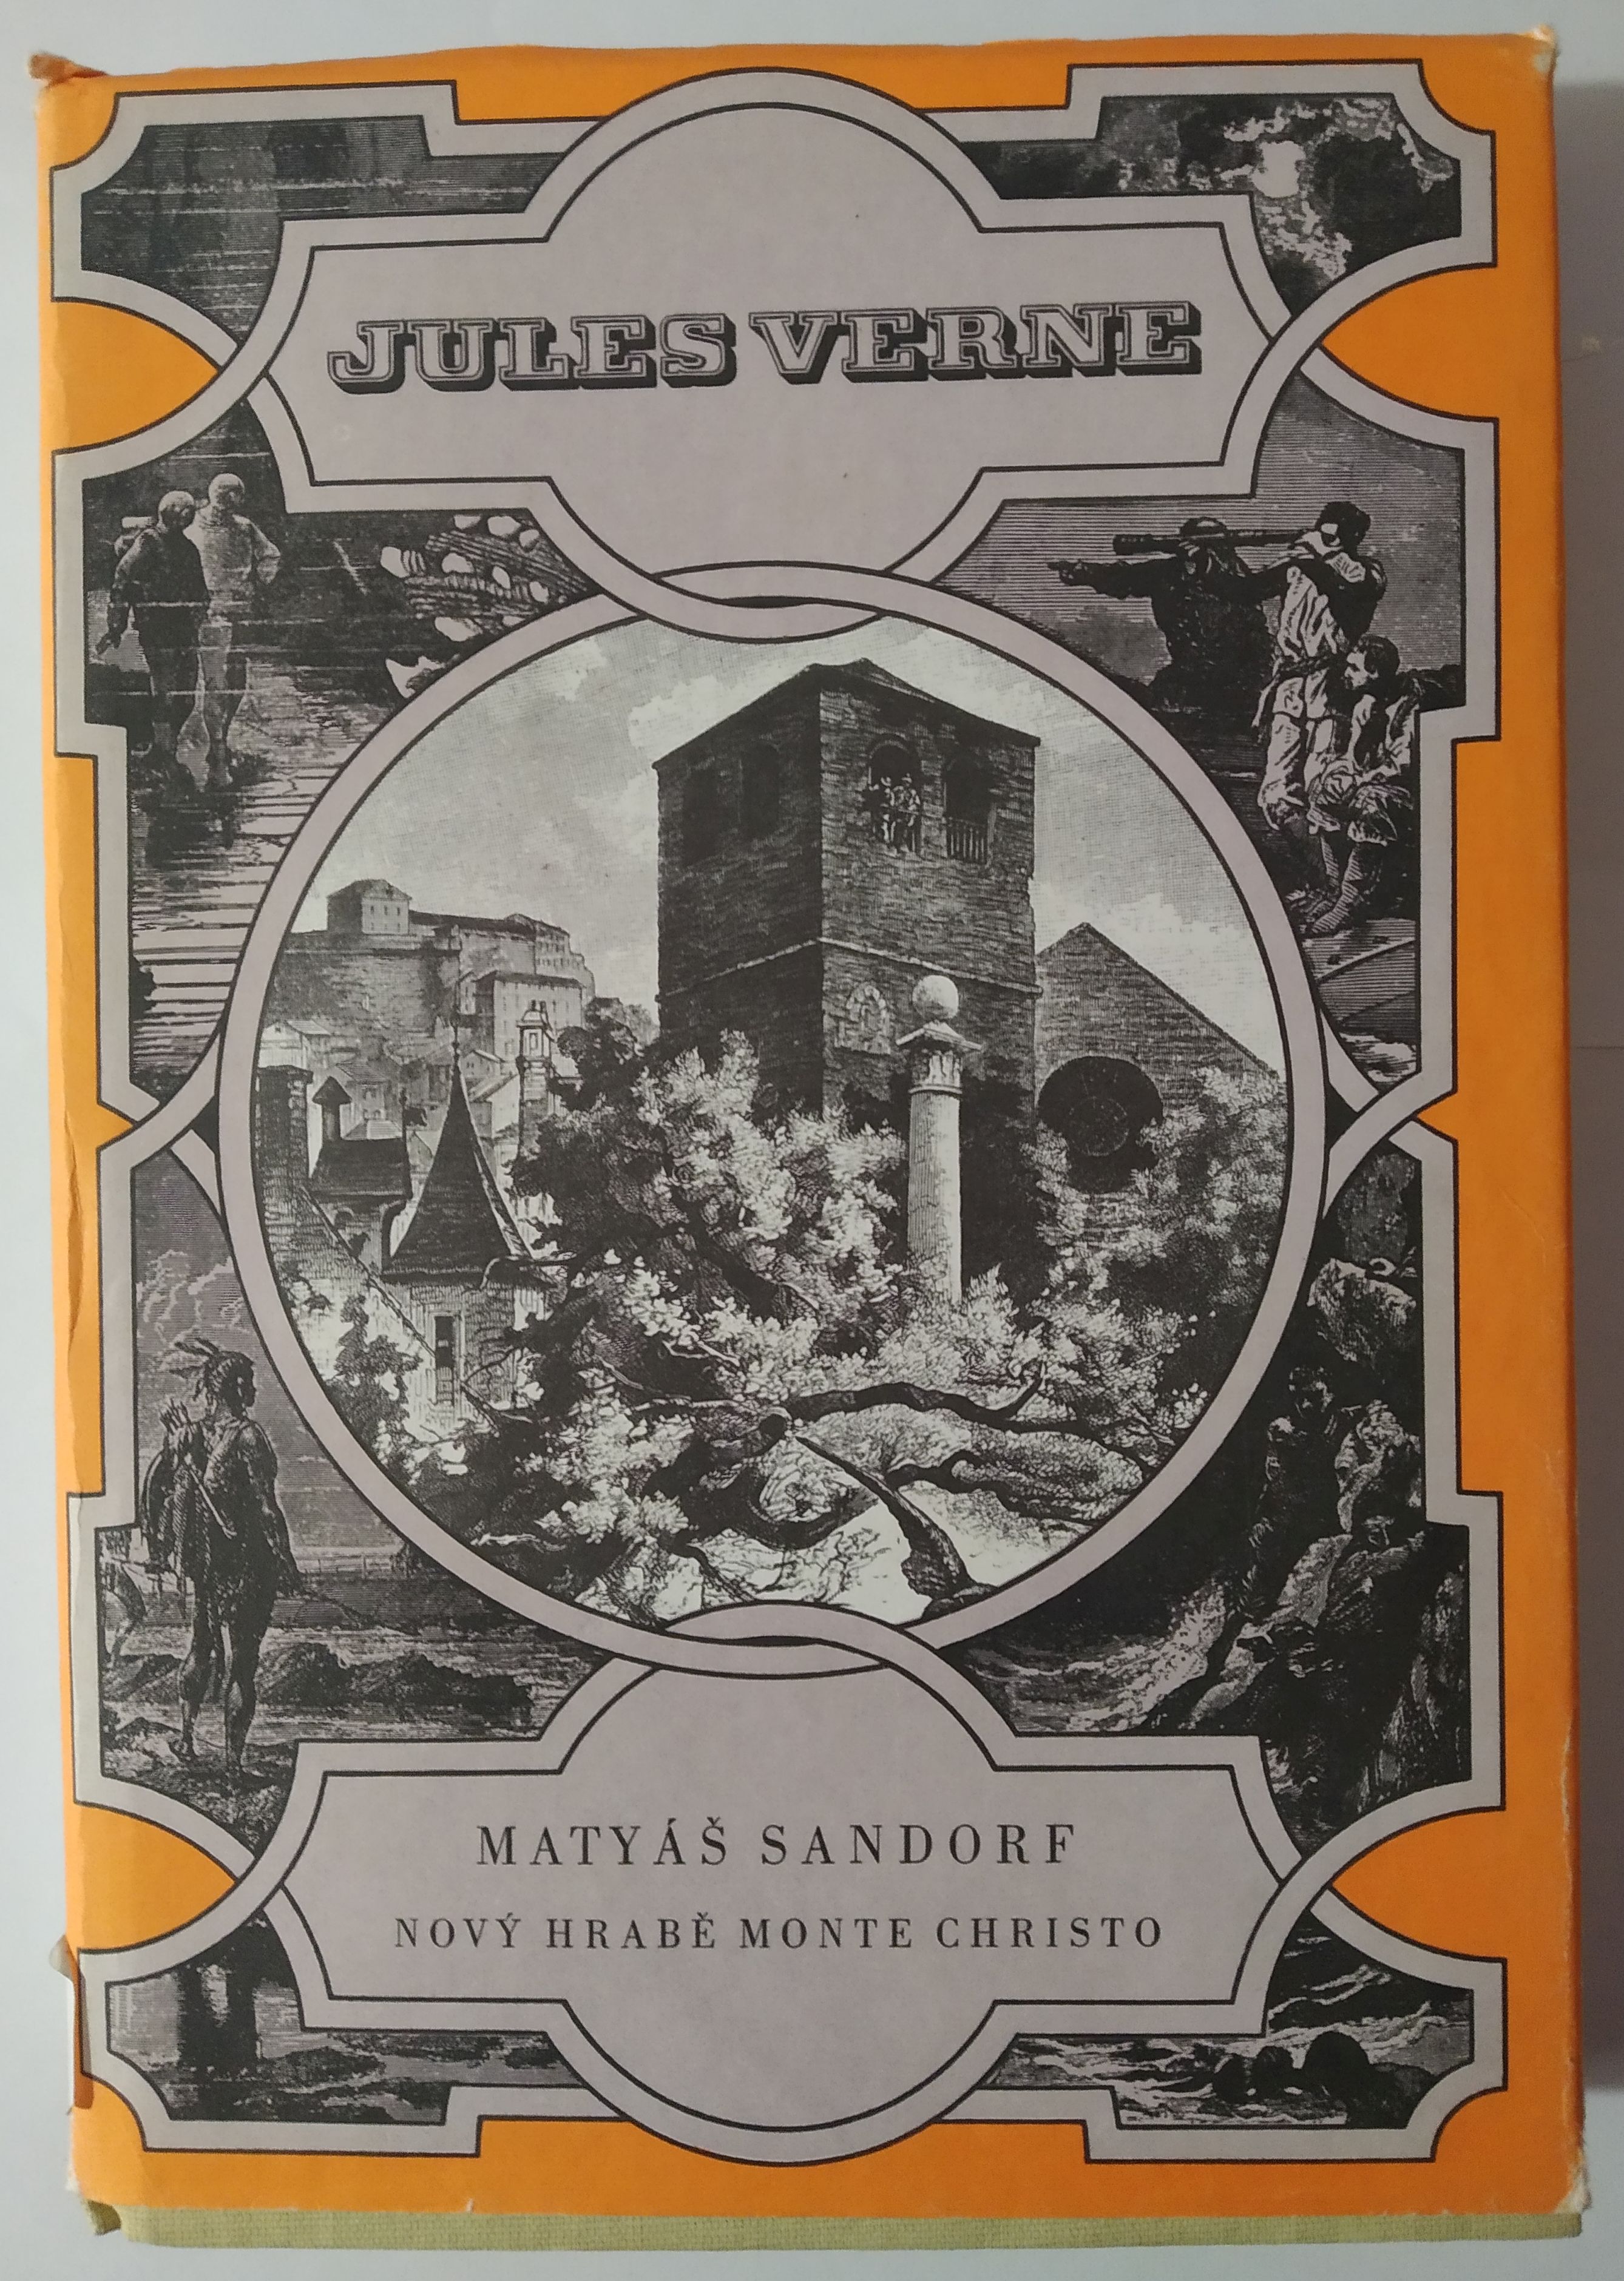 JULES VERNE
MATYÁŠ SANDORF
NOVÝ HRABĚ MONTE CHRISTO